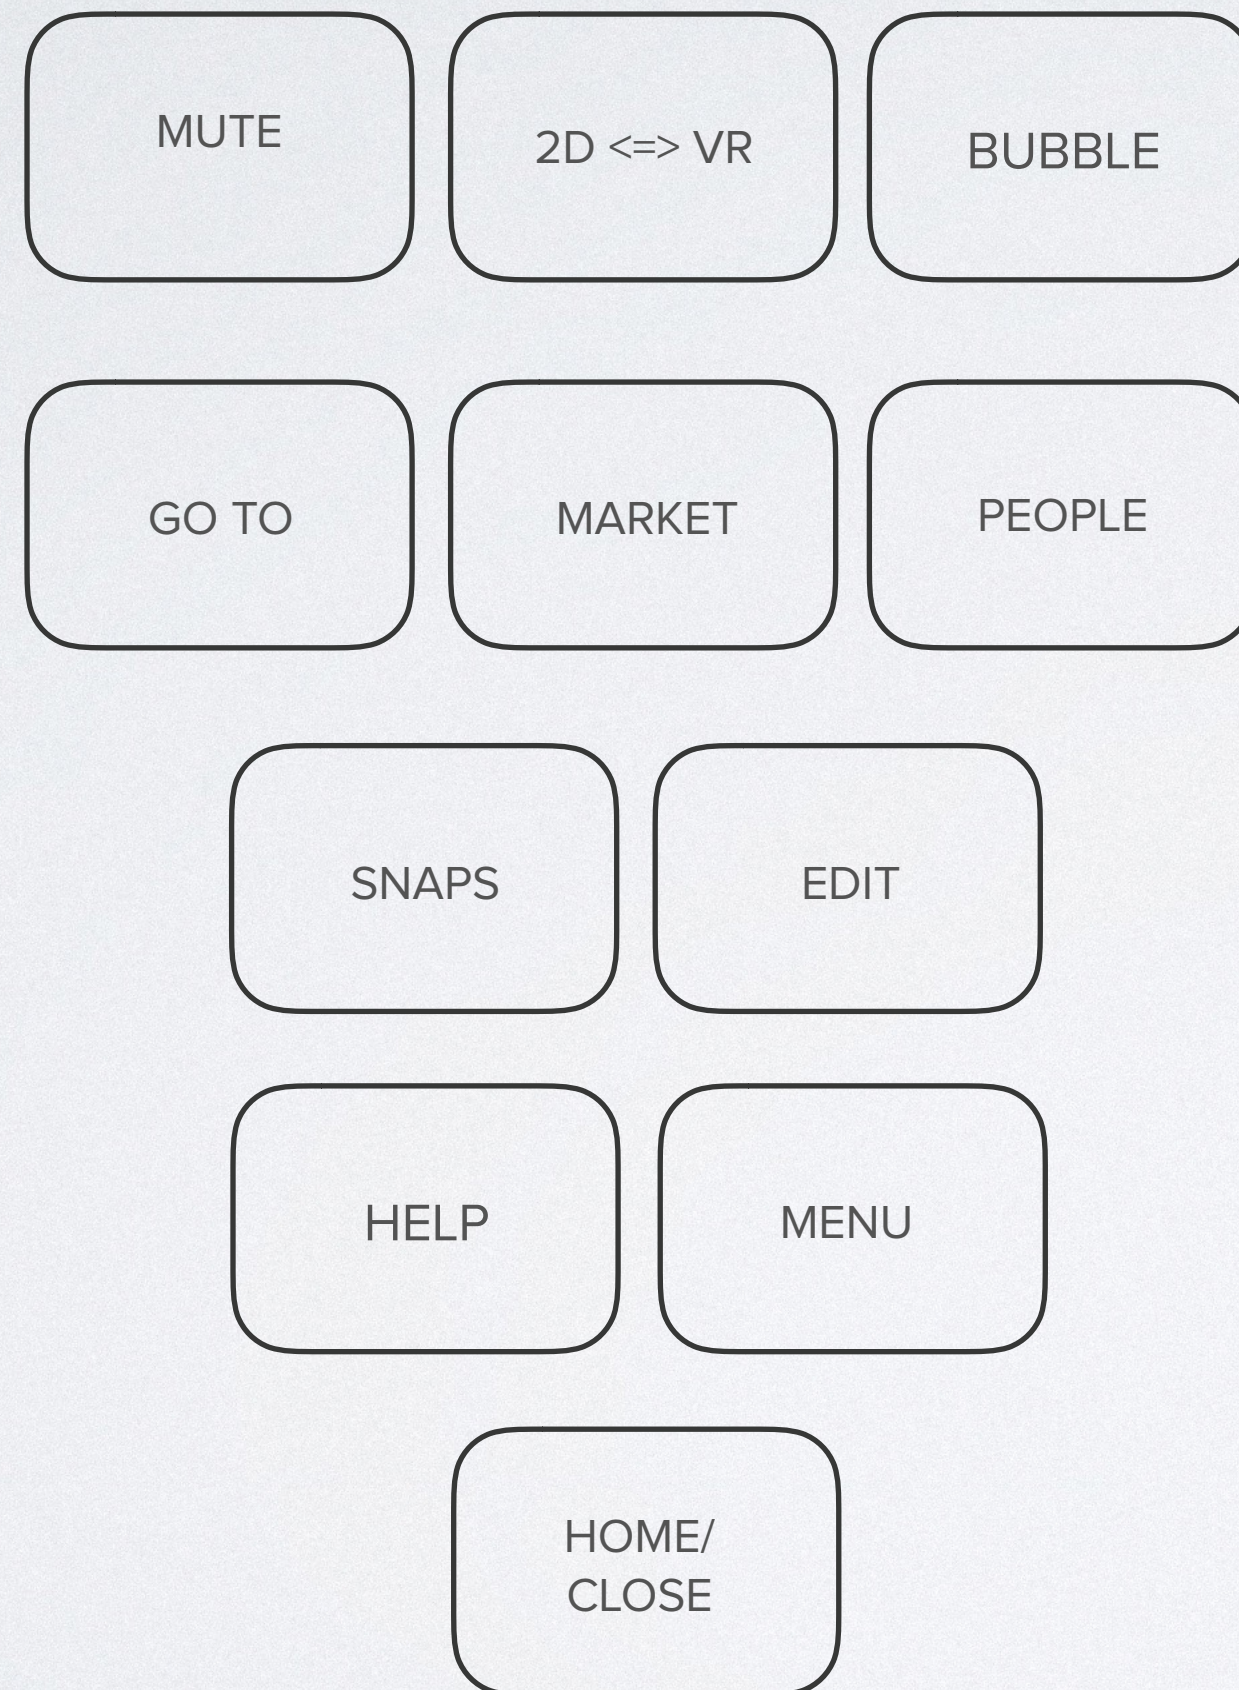 MUTE
2D <=> VR
BUBBLE
GO TO
MARKET
PEOPLE
SNAPS
EDIT
HELP
MENU
HOME/
CLOSE